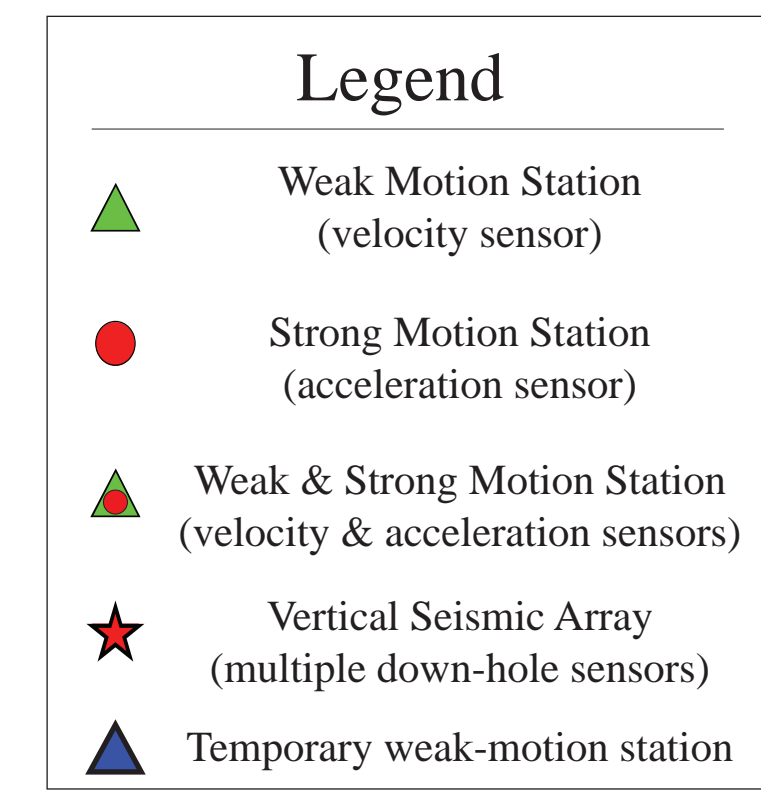 Legend
Weak Motion Station
(velocity sensor)
Strong Motion Station
(acceleration sensor)
Weak & Strong Motion Station
(velocity & acceleration sensors)
Vertical Seismic Array
(multiple down-hole sensors)
Temporary weak-motion station